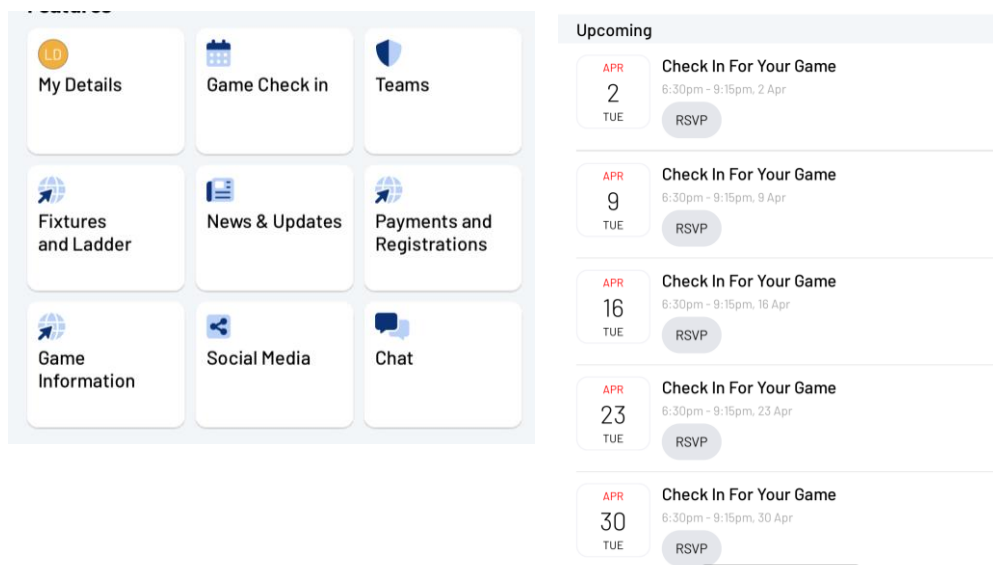 Features
LD
My Details
Game Check in
Teams
Fixtures
and Ladder
News & Updates
Payments and
Registrations
Game
Information
Social Media
Chat
Upcoming
APR
2
TUE
Check In For Your Game
6:30pm - 9:15pm, 2 Apr
RSVP
APR
9
TUE
Check In For Your Game
6:30pm - 9:15pm, 9 Apr
RSVP
APR
16
TUE
Check In For Your Game
6:30pm - 9:15pm, 16 Apr
RSVP
APR
23
TUE
Check In For Your Game
6:30pm - 9:15pm, 23 Apr
RSVP
APR
30
TUE
Check In For Your Game
6:30pm - 9:15pm, 30 Apr
RSVP